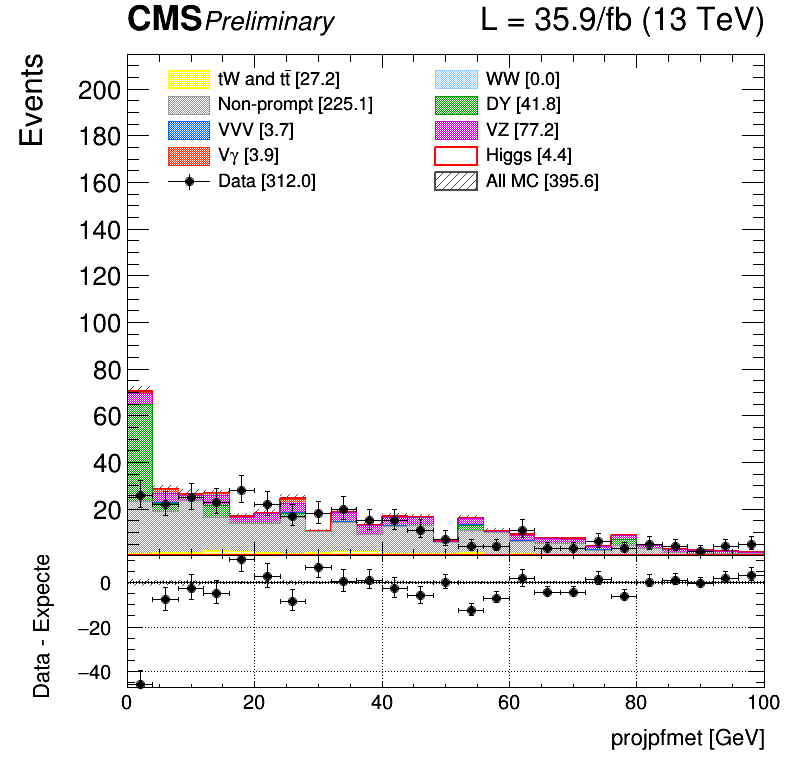 CMS Preliminary L = 35.9/fb (13 TeV)
Events
tW and tt̄ [27.2] WW [0.0]
Non-prompt [225.1] DY [41.8]
VVV [3.7] VZ [77.2]
Vγ [3.9] Higgs [4.4]
Data [312.0] All MC [395.6]
200
180
160
140
120
100
80
60
40
20
Data - Expecte
0
−20
−40
0 20 40 60 80 100
projpfmet [GeV]